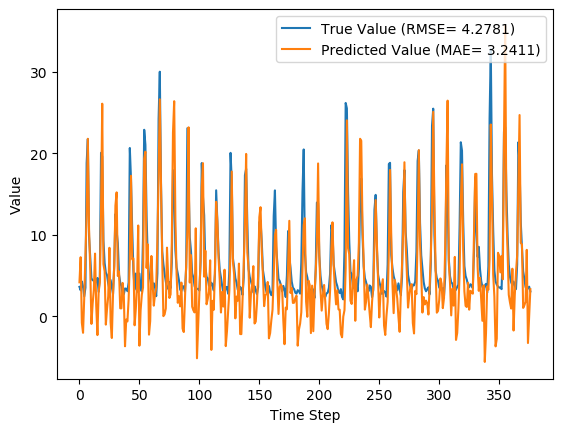 True Value (RMSE= 4.2781)
Predicted Value (MAE= 3.2411)
30
20
10
0
Value
0 50 100 150 200 250 300 350
Time Step